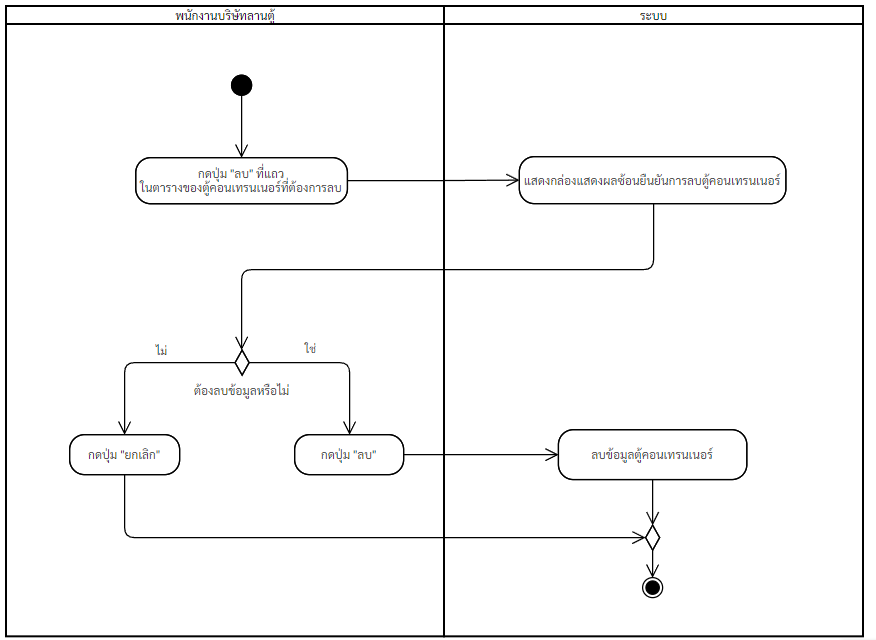 พนักงานบริษัทลานตู้
ระบบ
กดปุ่ม "ลบ" ที่แถว
ในตารางของตู้คอนเทรนเนอร์ที่ต้องการลบ
แสดงกล่องแสดงผลซ้อนยืนยันการลบตู้คอนเทรนเนอร์
ไม่
ใช่
ต้องลบข้อมูลหรือไม่
กดปุ่ม "ยกเลิก"
กดปุ่ม "ลบ"
ลบข้อมูลตู้คอนเทรนเนอร์